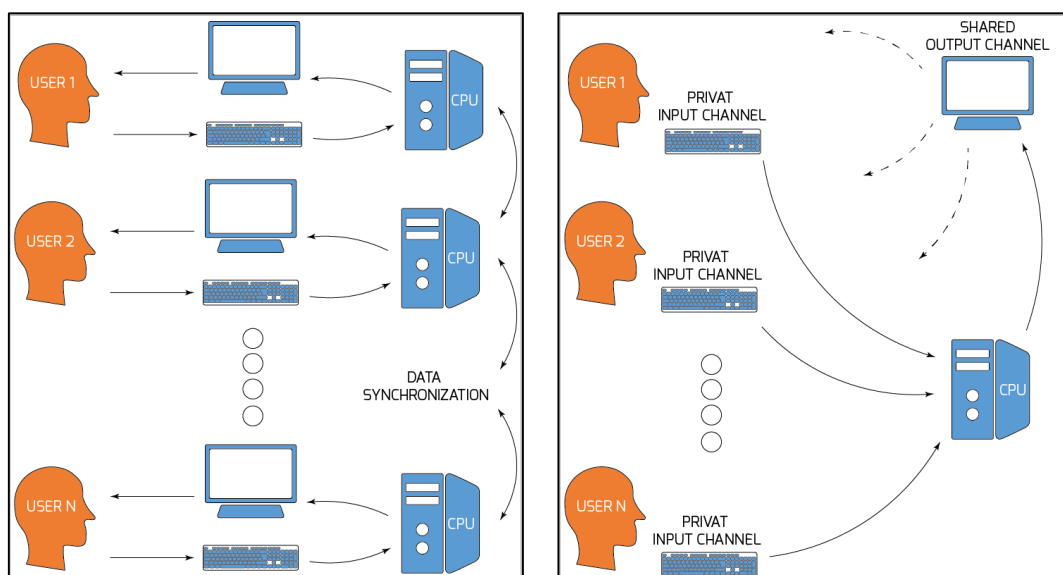 USER 1
CPU
USER 2
CPU
DATA
SYNCHRONIZATION
USER N
CPU
SHARED
OUTPUT CHANNEL
USER 1
PRIVAT
INPUT CHANNEL
USER 2
PRIVAT
INPUT CHANNEL
CPU
USER N
PRIVAT
INPUT CHANNEL